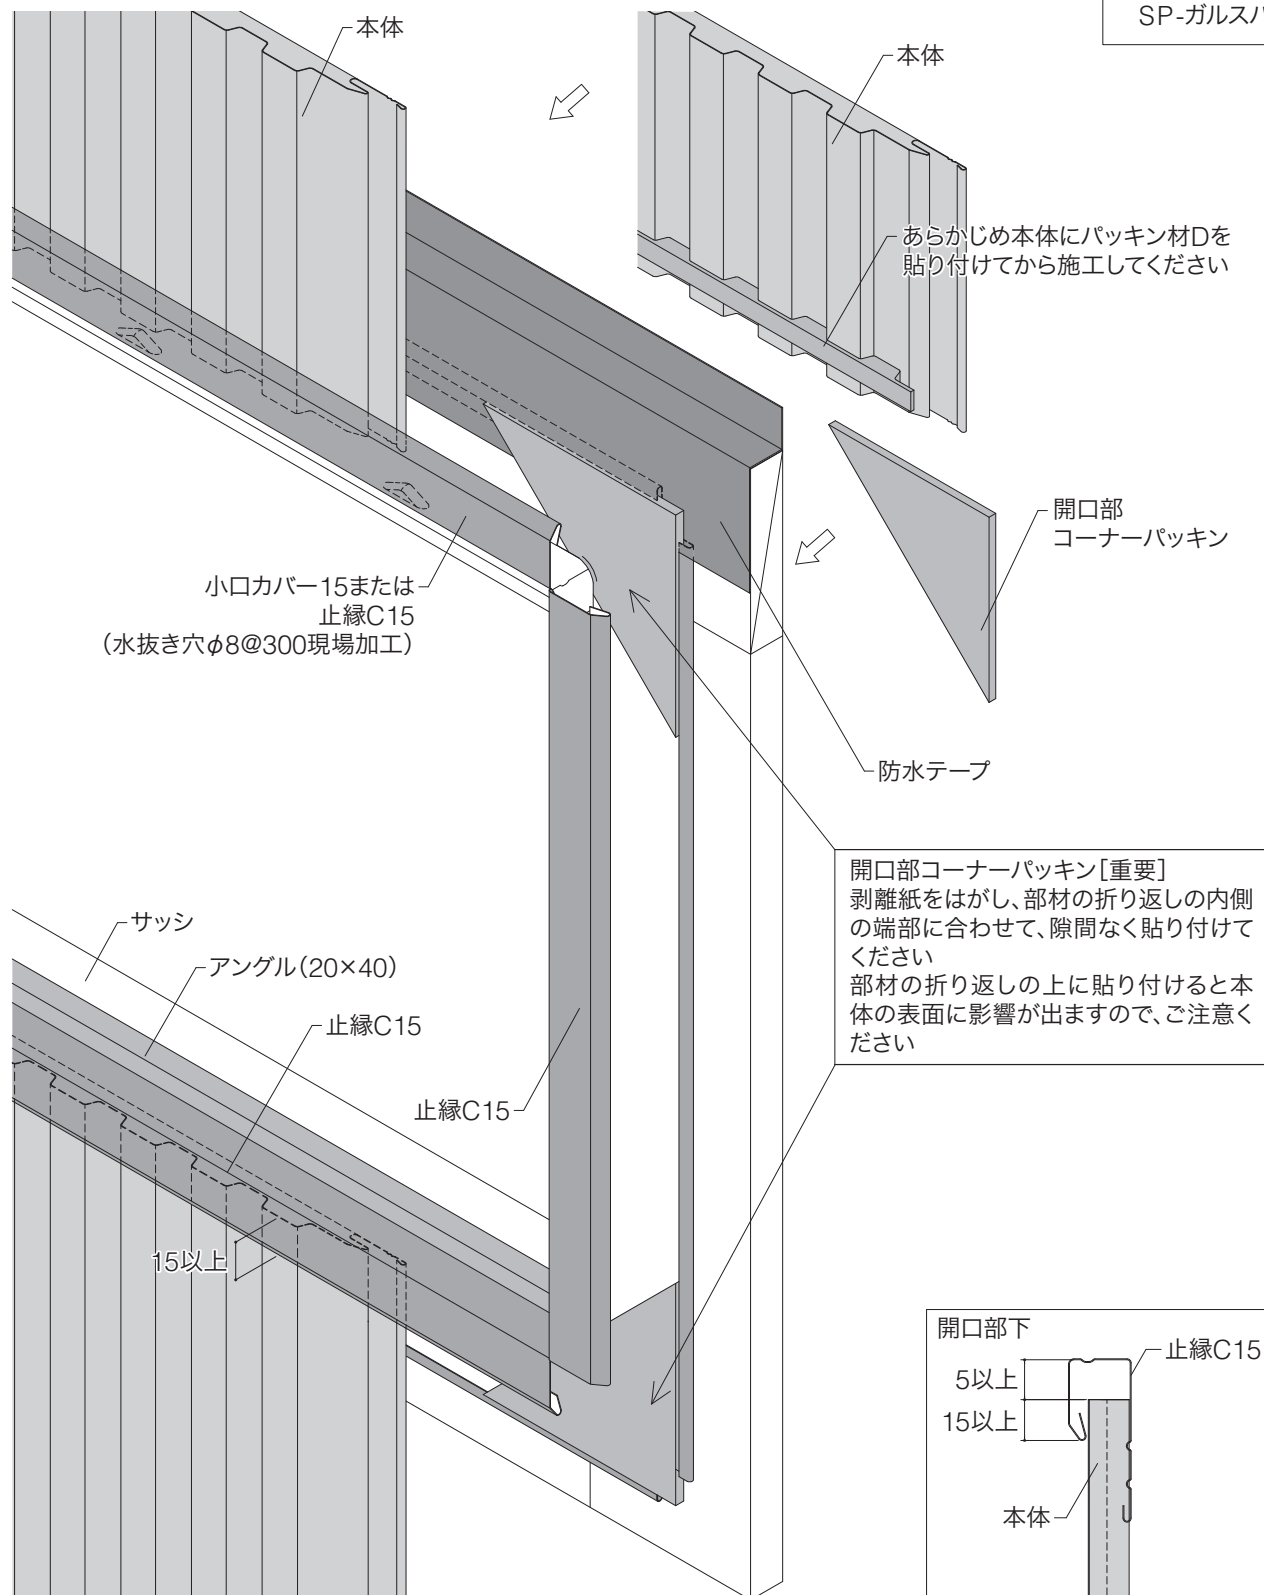 SP-ガルスパ
本体
本体
あらかじめ本体にパッキン材Dを
貼り付けてから施工してください
開口部
コーナーパッキン
小口カバー15または
止縁C15
（水抜き穴φ8@300現場加工）
防水テープ
開口部コーナーパッキン［重要］
剥離紙をはがし、部材の折り返しの内側
の端部に合わせて、隙間なく貼り付けて
ください
部材の折り返しの上に貼り付けると本
体の表面に影響が出ますので、ご注意く
ださい
サッシ
アングル（20×40）
止縁C15
止縁C15
15以上
開口部下
止縁C15
5以上
15以上
本体